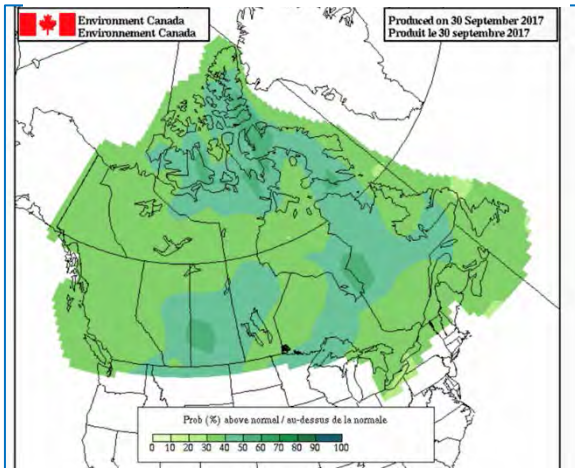 Environment Canada
Environnement Canada
Produced on 30 September 2017
Produit le 30 septembre 2017
Prob (%) above normal / au-dessus de la normale
0 10 20 30 40 50 60 70 80 90 100